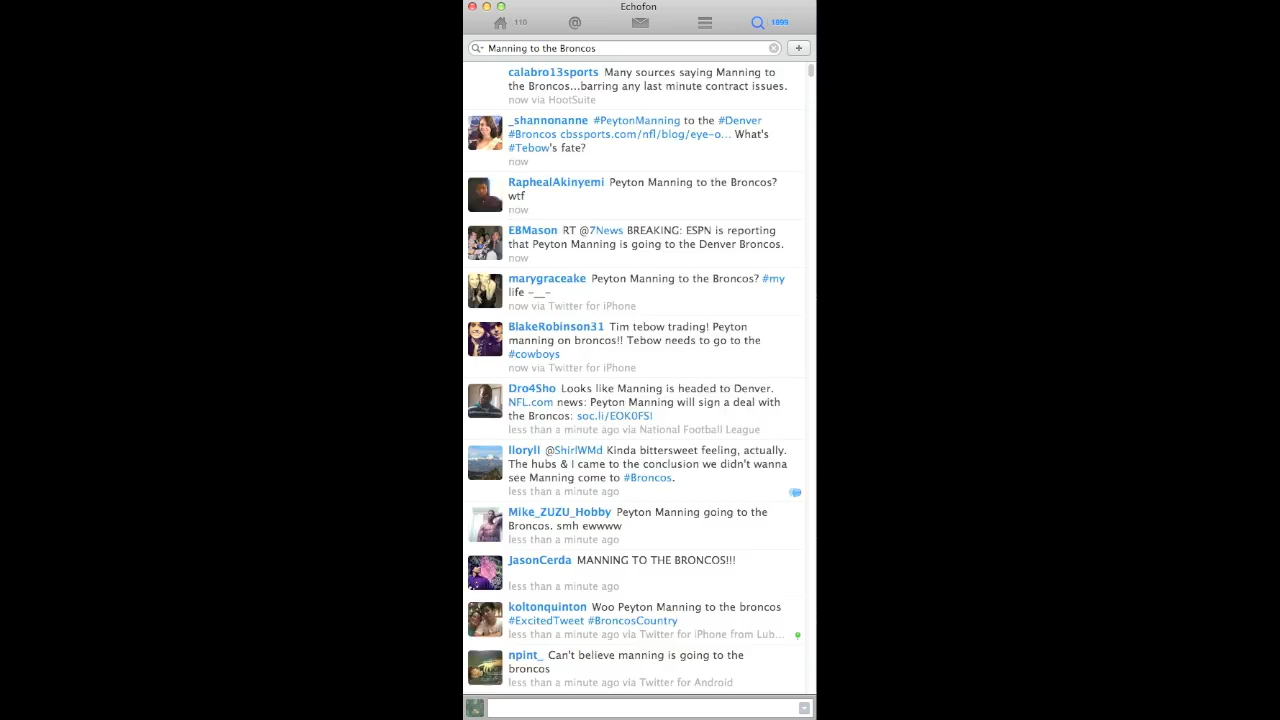 Echofon
110
1899
Manning to the Broncos
calabro13sports Many sources saying Manning to
the Broncos...barring any last minute contract issues.
now via HootSuite
_shannonanne #PeytonManning to the #Denver
#Broncos cbssports.com/nfl/blog/eye-o... What's
#Tebow's fate?
now
RaphealAkinyemi Peyton Manning to the Broncos?
wtf
now
EBMason RT @7News BREAKING: ESPN is reporting
that Peyton Manning is going to the Denver Broncos.
now
marygraceake Peyton Manning to the Broncos? #my
life -__-
now via Twitter for iPhone
BlakeRobinson31 Tim tebow trading! Peyton
manning on broncos!! Tebow needs to go to the
#cowboys
now via Twitter for iPhone
Dro4Sho Looks like Manning is headed to Denver.
NFL.com news: Peyton Manning will sign a deal with
the Broncos: soc.li/EOK0FSI
less than a minute ago via National Football League
lloryll @ShirlWMd Kinda bittersweet feeling, actually.
The hubs & I came to the conclusion we didn't wanna
see Manning come to #Broncos.
less than a minute ago
Mike_ZUZU_Hobby Peyton Manning going to the
Broncos. smh ewwww
less than a minute ago
JasonCerda MANNING TO THE BRONCOS!!!
less than a minute ago
koltonquinton Woo Peyton Manning to the broncos
#ExcitedTweet #BroncosCountry
less than a minute ago via Twitter for iPhone from Lub...
npint_ Can't believe manning is going to the
broncos
less than a minute ago via Twitter for Android